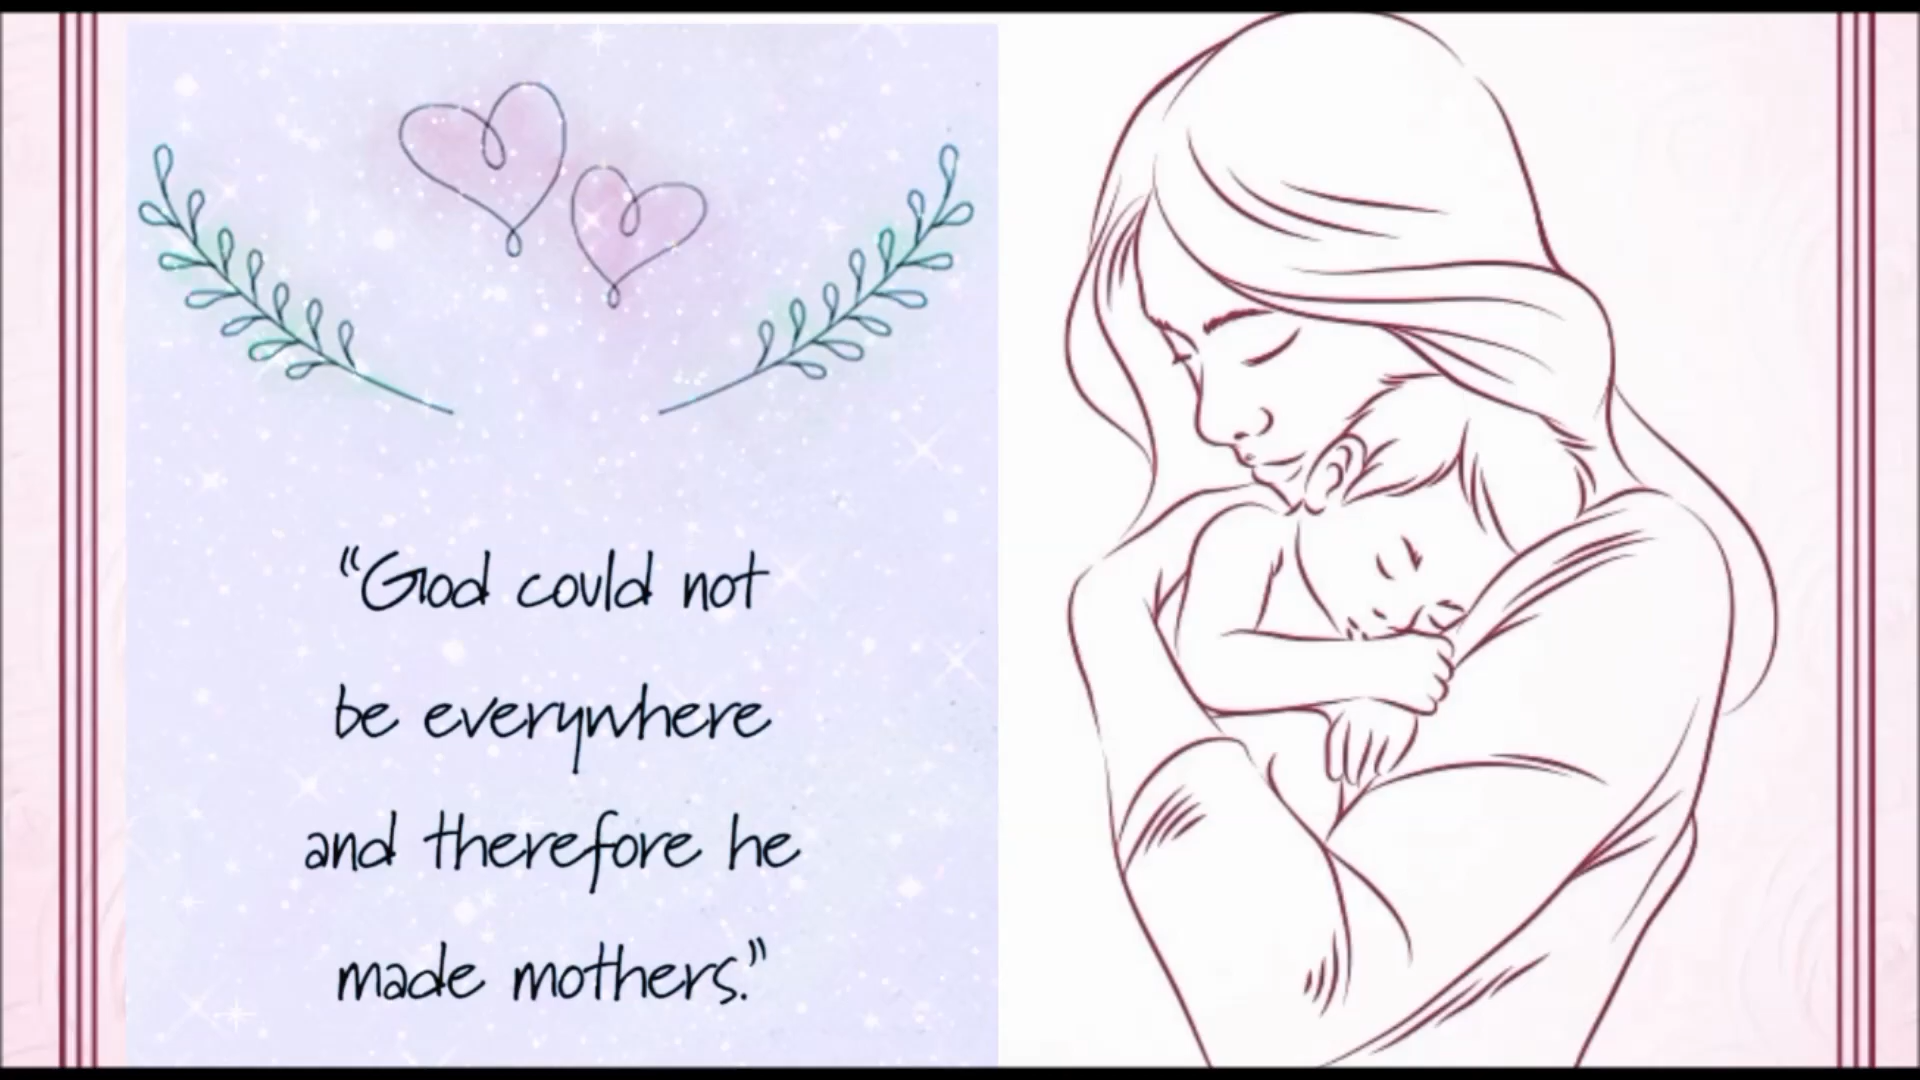 “God could not
be everywhere
and therefore he
made mothers.”